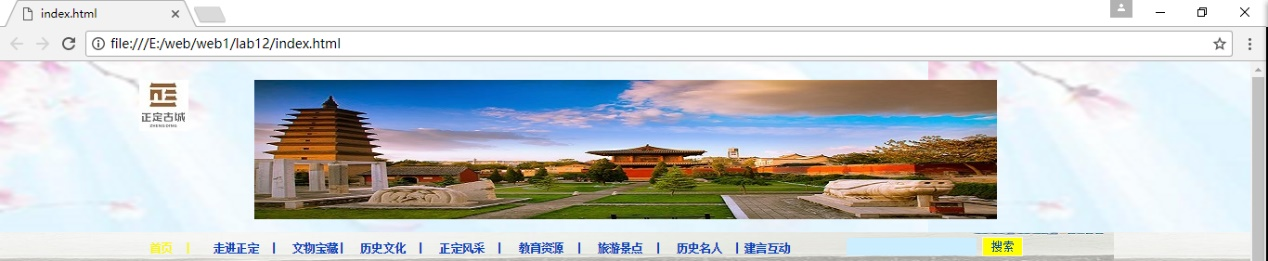 index.html
file:///E:/web/web1/lab12/index.html
正定古城
首页 | 走进正定 | 文物宝藏| 历史文化 | 正定风采 | 教育资源 | 旅游景点 | 历史名人 | 建言互动 搜索